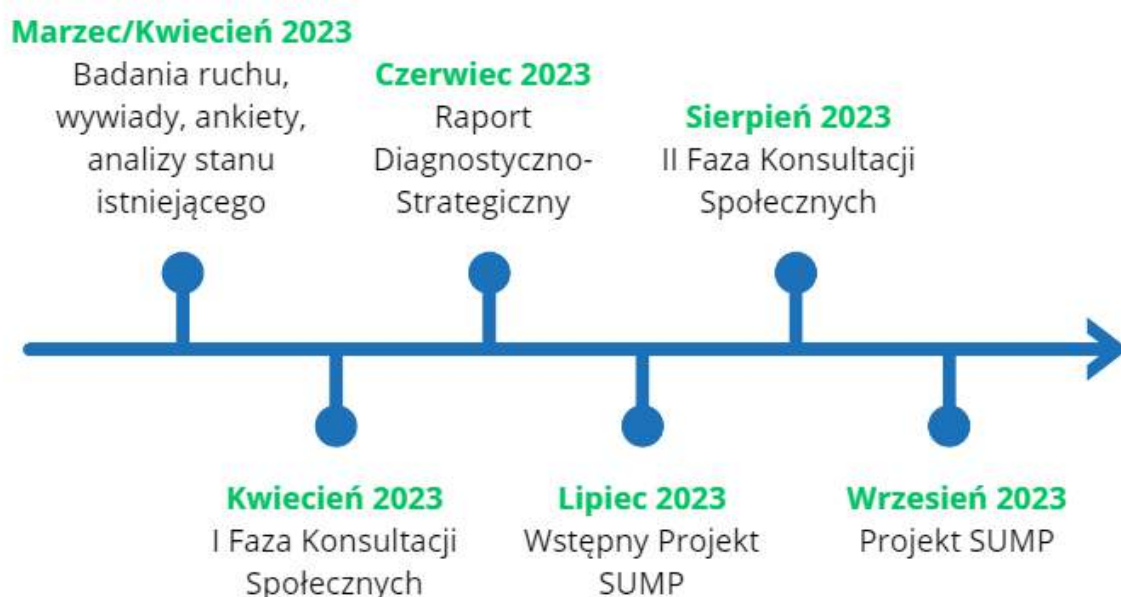 Marzec/Kwiecień 2023
Badania ruchu,
wywiady, ankiety,
analizy stanu
istniejącego
Czerwiec 2023
Raport
Diagnostyczno-
Strategiczny
Sierpień 2023
II Faza Konsultacji
Społecznych
Kwiecień 2023
I Faza Konsultacji
Społecznych
Lipiec 2023
Wstępny Projekt
SUMP
Wrzesień 2023
Projekt SUMP